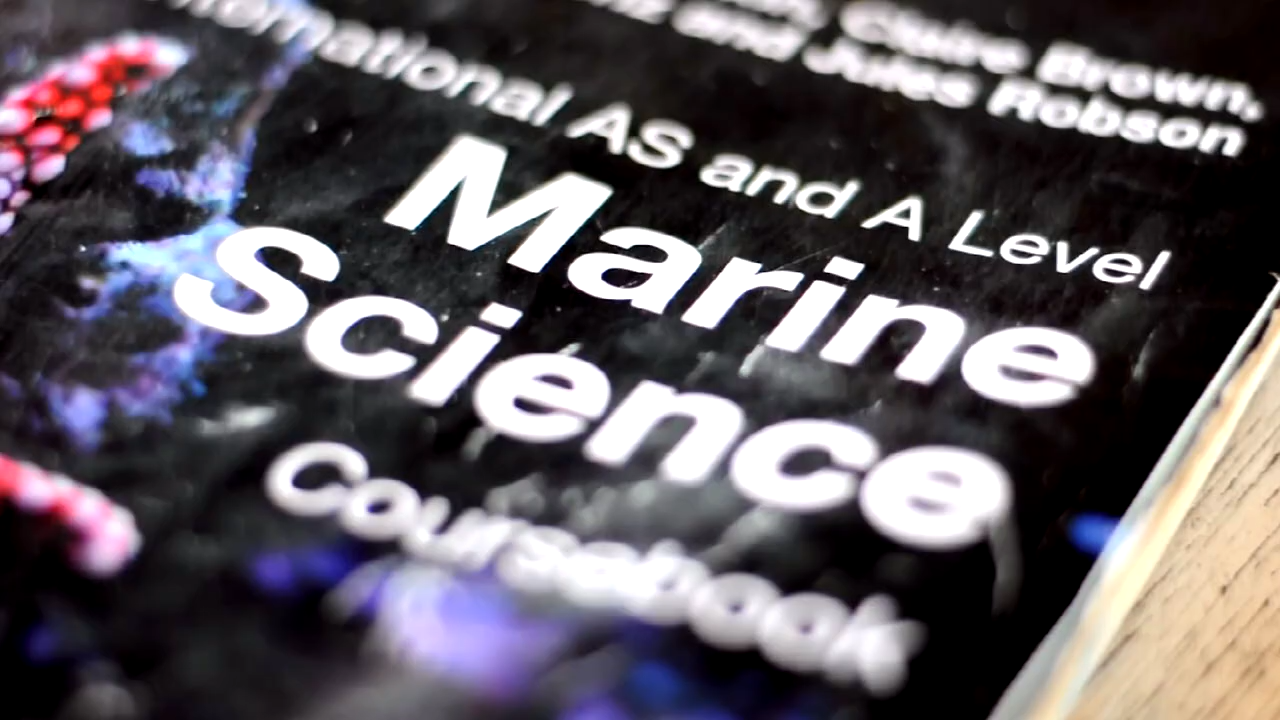 Claire Brown,
and Jules Robson
International AS and A Level
Marine
Science
Coursebook